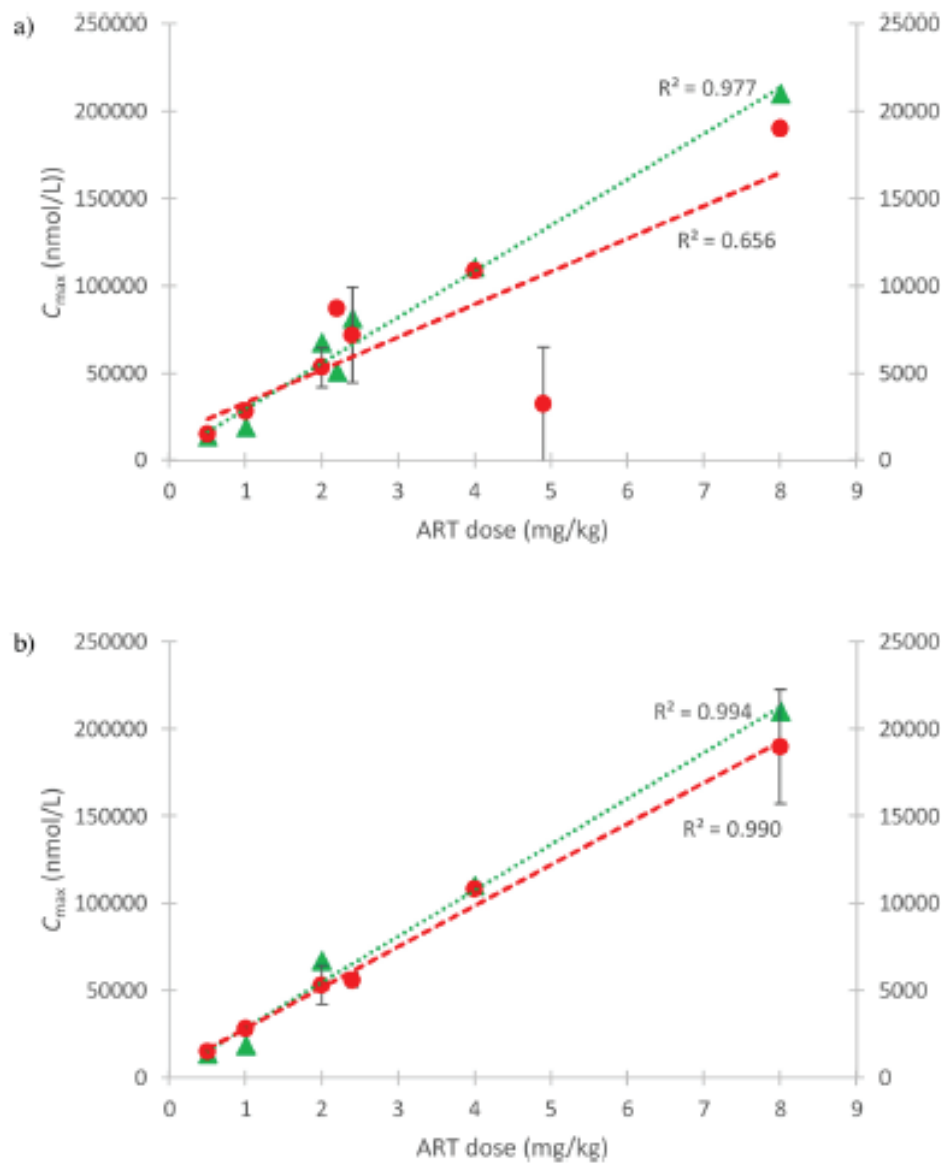 a)
250000
200000
150000
100000
50000
0
Cmax (nmol/L))
25000
20000
15000
10000
5000
0
R² = 0.977
R² = 0.656
0 1 2 3 4 5 6 7 8 9
ART dose (mg/kg)
b)
250000
200000
150000
100000
50000
0
Cmax (nmol/L)
25000
20000
15000
10000
5000
0
R² = 0.994
R² = 0.990
0 1 2 3 4 5 6 7 8 9
ART dose (mg/kg)